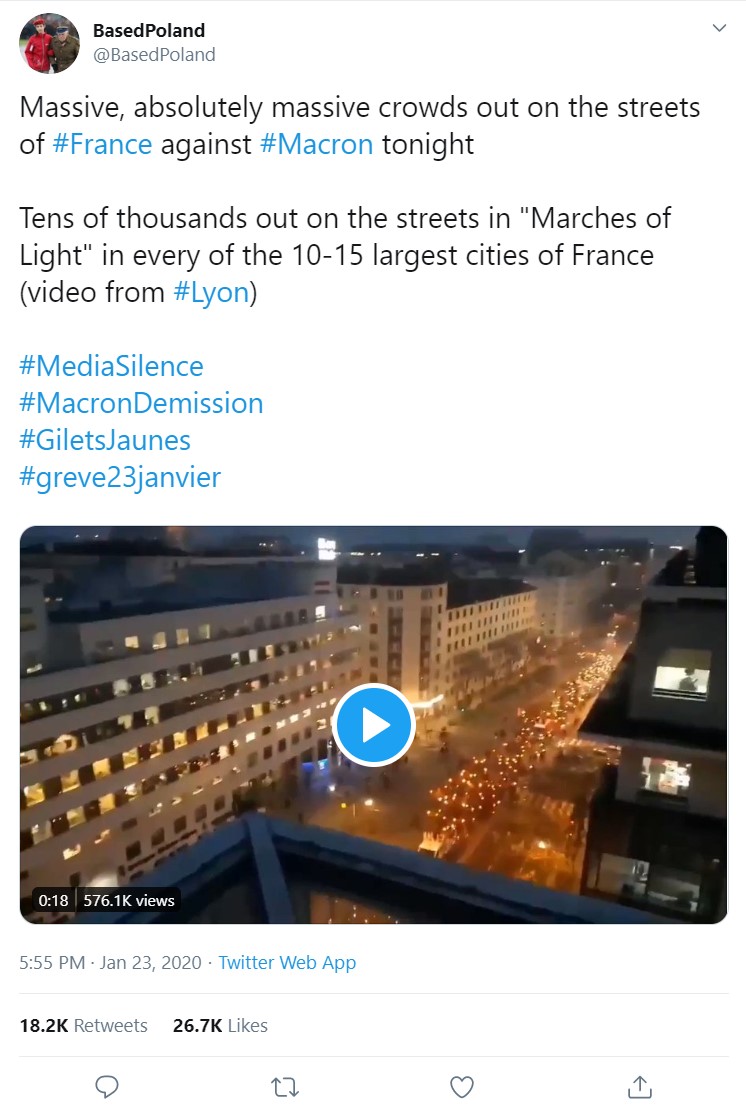 BasedPoland
@BasedPoland
Massive, absolutely massive crowds out on the streets
of #France against #Macron tonight
Tens of thousands out on the streets in "Marches of
Light" in every of the 10-15 largest cities of France
(video from #Lyon)
#MediaSilence
#MacronDemission
#GiletsJaunes
#greve23janvier
0:18 576.1K views
5:55 PM · Jan 23, 2020 · Twitter Web App
18.2K Retweets 26.7K Likes